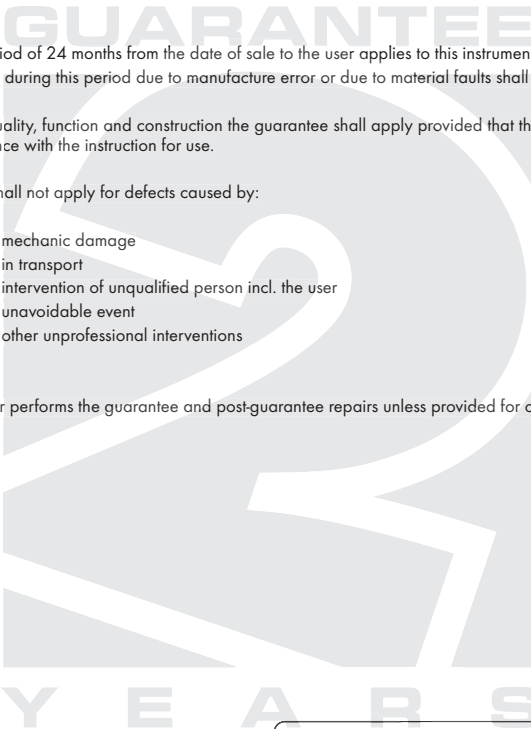 GUARANTEE
iod of 24 months from the date of sale to the user applies to this instrumen
during this period due to manufacture error or due to material faults shall
uality, function and construction the guarantee shall apply provided that th
nce with the instruction for use.
hall not apply for defects caused by:
mechanic damage
in transport
intervention of unqualified person incl. the user
unavoidable event
other unprofessional interventions
r performs the guarantee and post-guarantee repairs unless provided for o
2
YEARS